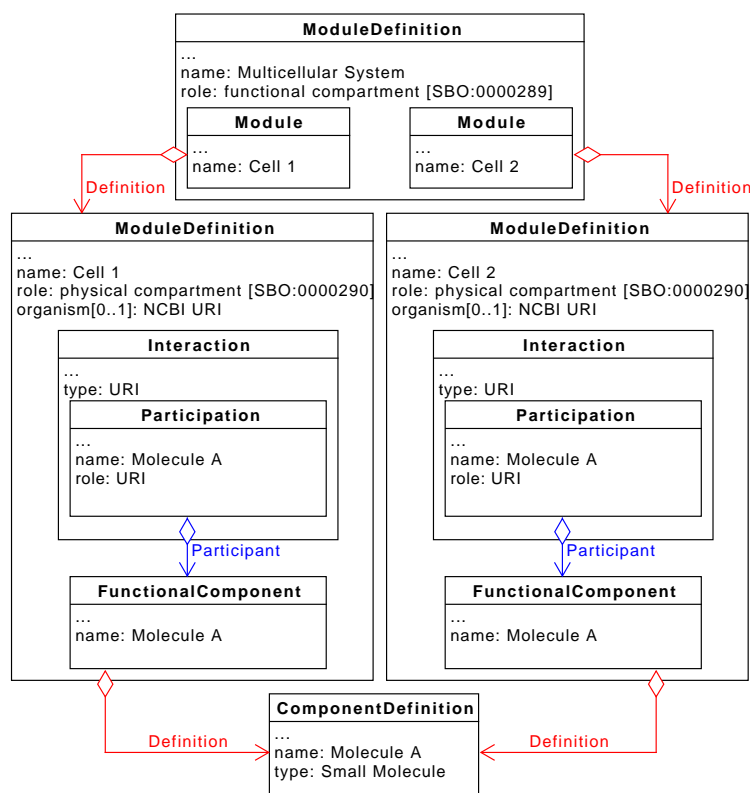 ModuleDefinition
...
name: Multicellular System
role: functional compartment [SBO:0000289]
Module
...
name: Cell 1
Module
...
name: Cell 2
Definition
Definition
ModuleDefinition
...
name: Cell 1
role: physical compartment [SBO:0000290]
organism[0..1]: NCBI URI
Interaction
...
type: URI
Participation
...
name: Molecule A
role: URI
Participant
FunctionalComponent
...
name: Molecule A
ModuleDefinition
...
name: Cell 2
role: physical compartment [SBO:0000290]
organism[0..1]: NCBI URI
Interaction
...
type: URI
Participation
...
name: Molecule A
role: URI
Participant
FunctionalComponent
...
name: Molecule A
Definition
Definition
ComponentDefinition
...
name: Molecule A
type: Small Molecule